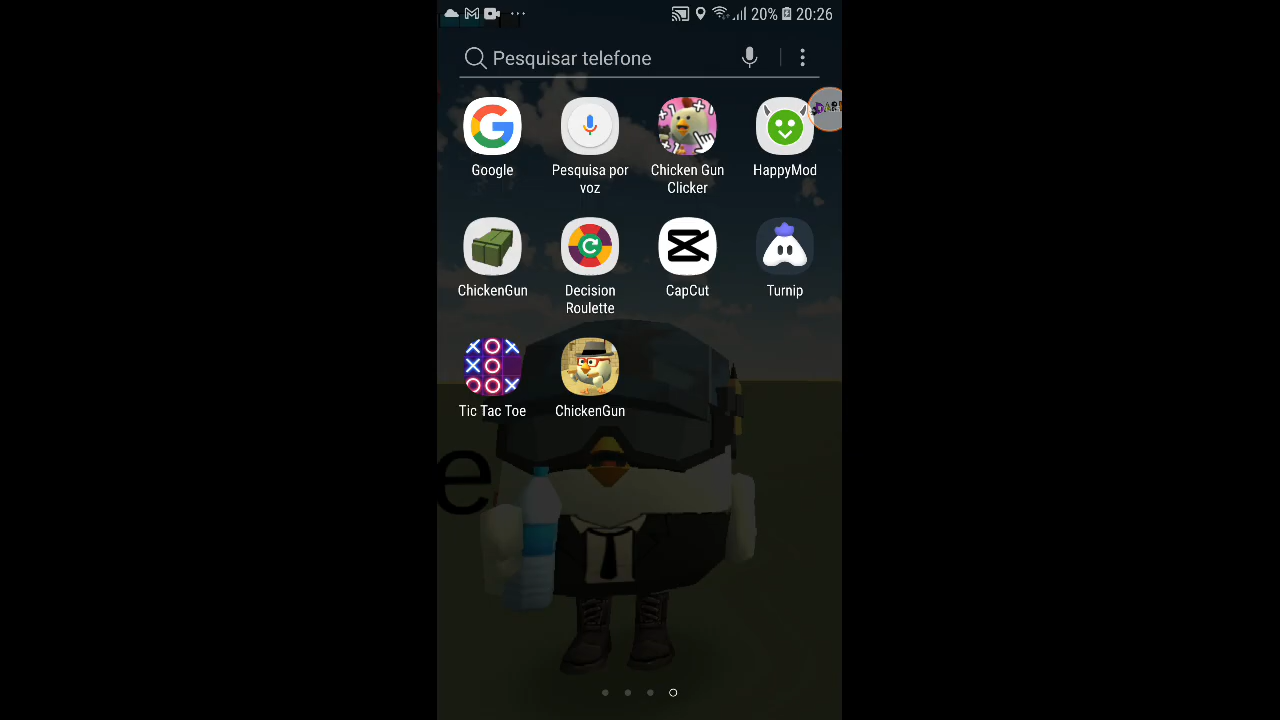 20% 20:26
Pesquisar telefone
Google
Pesquisa por
voz
Chicken Gun
Clicker
HappyMod
ChickenGun
Decision
Roulette
CapCut
Turnip
Tic Tac Toe
ChickenGun
e